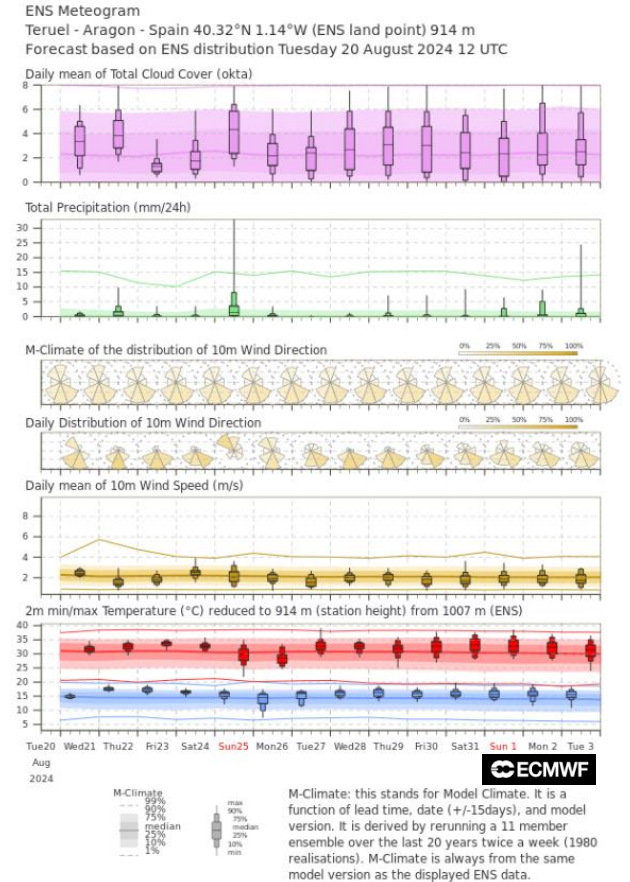 ENS Meteogram
Teruel - Aragon - Spain 40.32°N 1.14°W (ENS land point) 914 m
Forecast based on ENS distribution Tuesday 20 August 2024 12 UTC
Daily mean of Total Cloud Cover (okta)
8
6
4
2
0
Total Precipitation (mm/24h)
30
25
20
15
10
5
0
M-Climate of the distribution of 10m Wind Direction
0% 25% 50% 75% 100%
Daily Distribution of 10m Wind Direction
0% 25% 50% 75% 100%
Daily mean of 10m Wind Speed (m/s)
8
6
4
2
2m min/max Temperature (°C) reduced to 914 m (station height) from 1007 m (ENS)
40
35
30
25
20
15
10
5
Tue20 Wed21 Thu22 Fri23 Sat24 Sun25 Mon26 Tue27 Wed28 Thu29 Fri30 Sat31 Sun 1 Mon 2 Tue 3
Aug
2024
ECMWF
M-Climate
99%
90%
75%
median
25%
10%
1%
max
90%
75%
median
25%
10%
min
M-Climate: this stands for Model Climate. It is a
function of lead time, date (+/-15days), and model
version. It is derived by rerunning a 11 member
ensemble over the last 20 years twice a week (1980
realisations). M-Climate is always from the same
model version as the displayed ENS data.